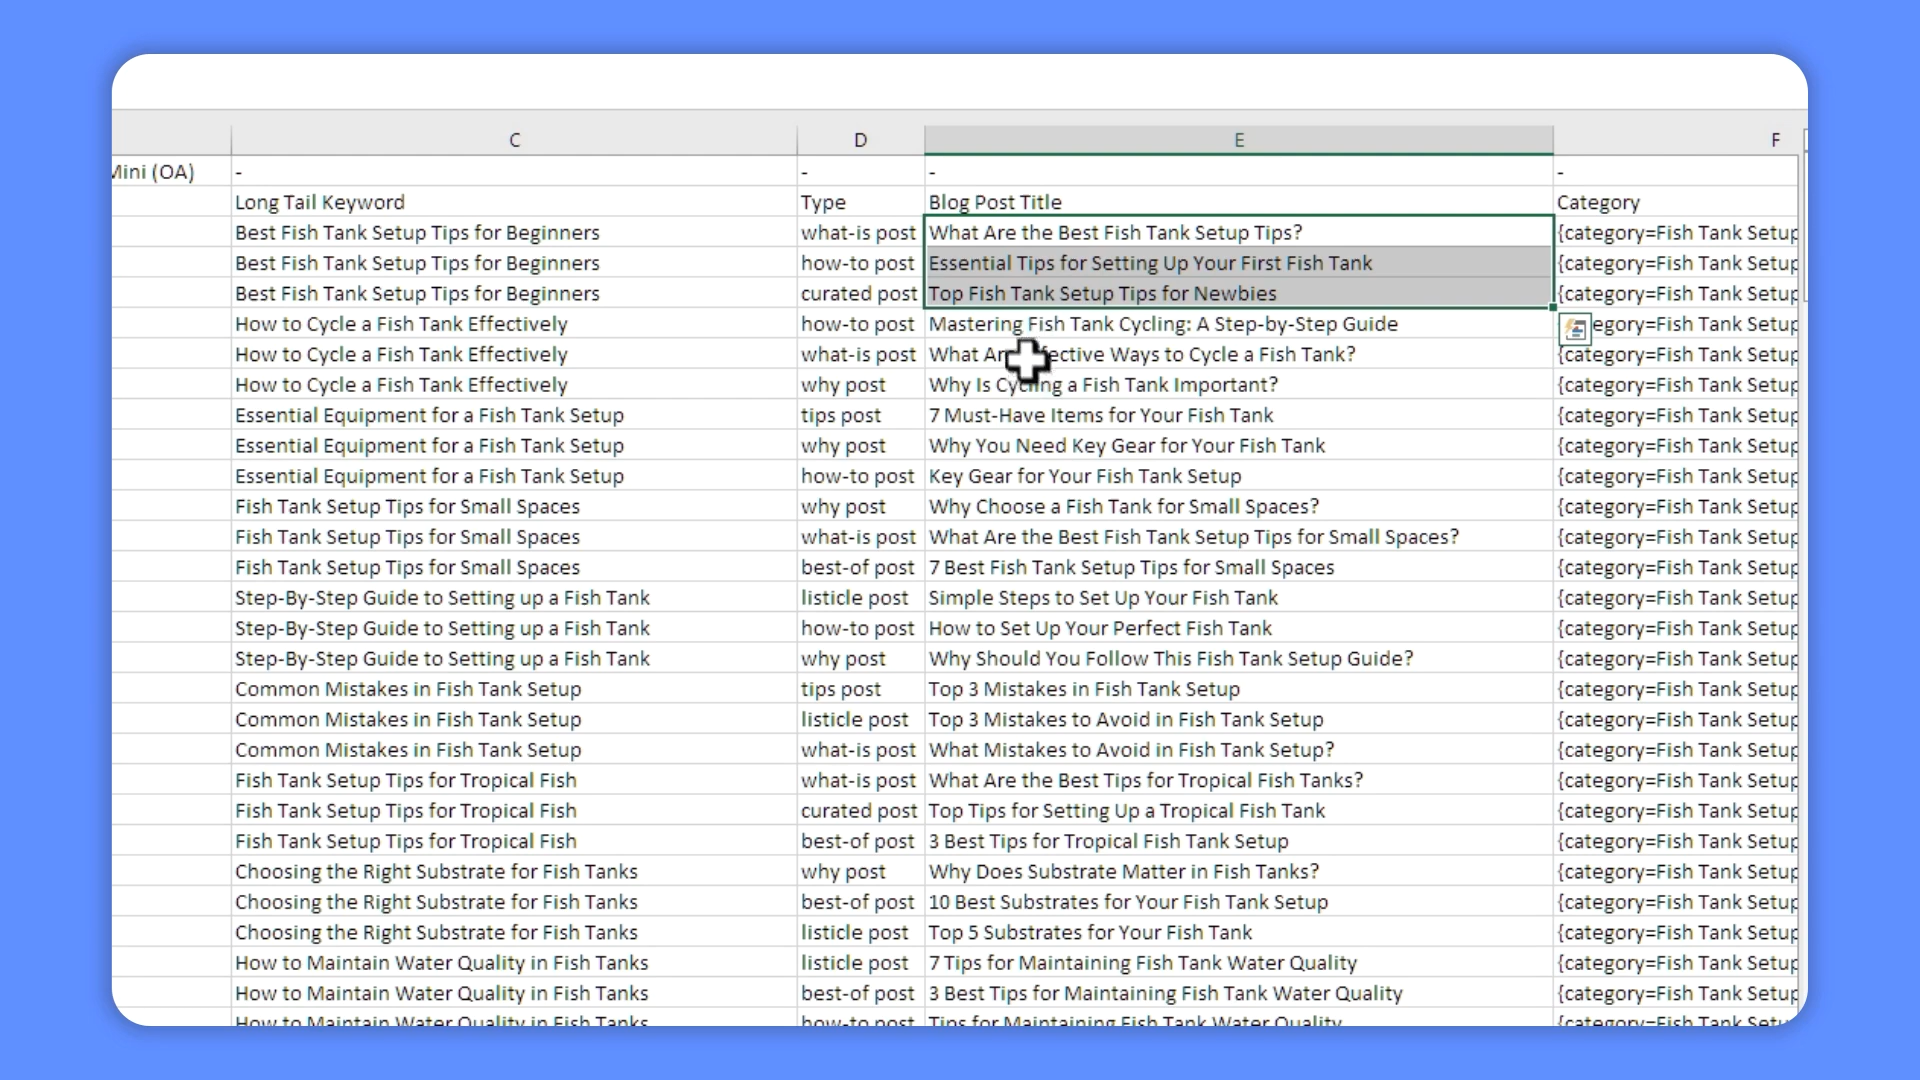 C D E F
Mini (OA) - - - -
Long Tail Keyword Type Blog Post Title Category
Best Fish Tank Setup Tips for Beginners what-is post What Are the Best Fish Tank Setup Tips? {category=Fish Tank Setup
Best Fish Tank Setup Tips for Beginners how-to post Essential Tips for Setting Up Your First Fish Tank {category=Fish Tank Setup
Best Fish Tank Setup Tips for Beginners curated post Top Fish Tank Setup Tips for Newbies {category=Fish Tank Setup
How to Cycle a Fish Tank Effectively how-to post Mastering Fish Tank Cycling: A Step-by-Step Guide egory=Fish Tank Setup
How to Cycle a Fish Tank Effectively what-is post What Ar fective Ways to Cycle a Fish Tank? {category=Fish Tank Setup
How to Cycle a Fish Tank Effectively why post Why Is Cycling a Fish Tank Important? {category=Fish Tank Setup
Essential Equipment for a Fish Tank Setup tips post 7 Must-Have Items for Your Fish Tank {category=Fish Tank Setup
Essential Equipment for a Fish Tank Setup why post Why You Need Key Gear for Your Fish Tank {category=Fish Tank Setup
Essential Equipment for a Fish Tank Setup how-to post Key Gear for Your Fish Tank Setup {category=Fish Tank Setup
Fish Tank Setup Tips for Small Spaces why post Why Choose a Fish Tank for Small Spaces? {category=Fish Tank Setup
Fish Tank Setup Tips for Small Spaces what-is post What Are the Best Fish Tank Setup Tips for Small Spaces? {category=Fish Tank Setup
Fish Tank Setup Tips for Small Spaces best-of post 7 Best Fish Tank Setup Tips for Small Spaces {category=Fish Tank Setup
Step-By-Step Guide to Setting up a Fish Tank listicle post Simple Steps to Set Up Your Fish Tank {category=Fish Tank Setup
Step-By-Step Guide to Setting up a Fish Tank how-to post How to Set Up Your Perfect Fish Tank {category=Fish Tank Setup
Step-By-Step Guide to Setting up a Fish Tank why post Why Should You Follow This Fish Tank Setup Guide? {category=Fish Tank Setup
Common Mistakes in Fish Tank Setup tips post Top 3 Mistakes in Fish Tank Setup {category=Fish Tank Setup
Common Mistakes in Fish Tank Setup listicle post Top 3 Mistakes to Avoid in Fish Tank Setup {category=Fish Tank Setup
Common Mistakes in Fish Tank Setup what-is post What Mistakes to Avoid in Fish Tank Setup? {category=Fish Tank Setup
Fish Tank Setup Tips for Tropical Fish what-is post What Are the Best Tips for Tropical Fish Tanks? {category=Fish Tank Setup
Fish Tank Setup Tips for Tropical Fish curated post Top Tips for Setting Up a Tropical Fish Tank {category=Fish Tank Setup
Fish Tank Setup Tips for Tropical Fish best-of post 3 Best Tips for Tropical Fish Tank Setup {category=Fish Tank Setup
Choosing the Right Substrate for Fish Tanks why post Why Does Substrate Matter in Fish Tanks? {category=Fish Tank Setup
Choosing the Right Substrate for Fish Tanks best-of post 10 Best Substrates for Your Fish Tank Setup {category=Fish Tank Setup
Choosing the Right Substrate for Fish Tanks listicle post Top 5 Substrates for Your Fish Tank {category=Fish Tank Setup
How to Maintain Water Quality in Fish Tanks listicle post 7 Tips for Maintaining Fish Tank Water Quality {category=Fish Tank Setup
How to Maintain Water Quality in Fish Tanks best-of post 3 Best Tips for Maintaining Fish Tank Water Quality {category=Fish Tank Setup
How to Maintain Water Quality in Fish Tanks how-to post Tips for Maintaining Fish Tank Water Quality {category=Fish Tank Setu